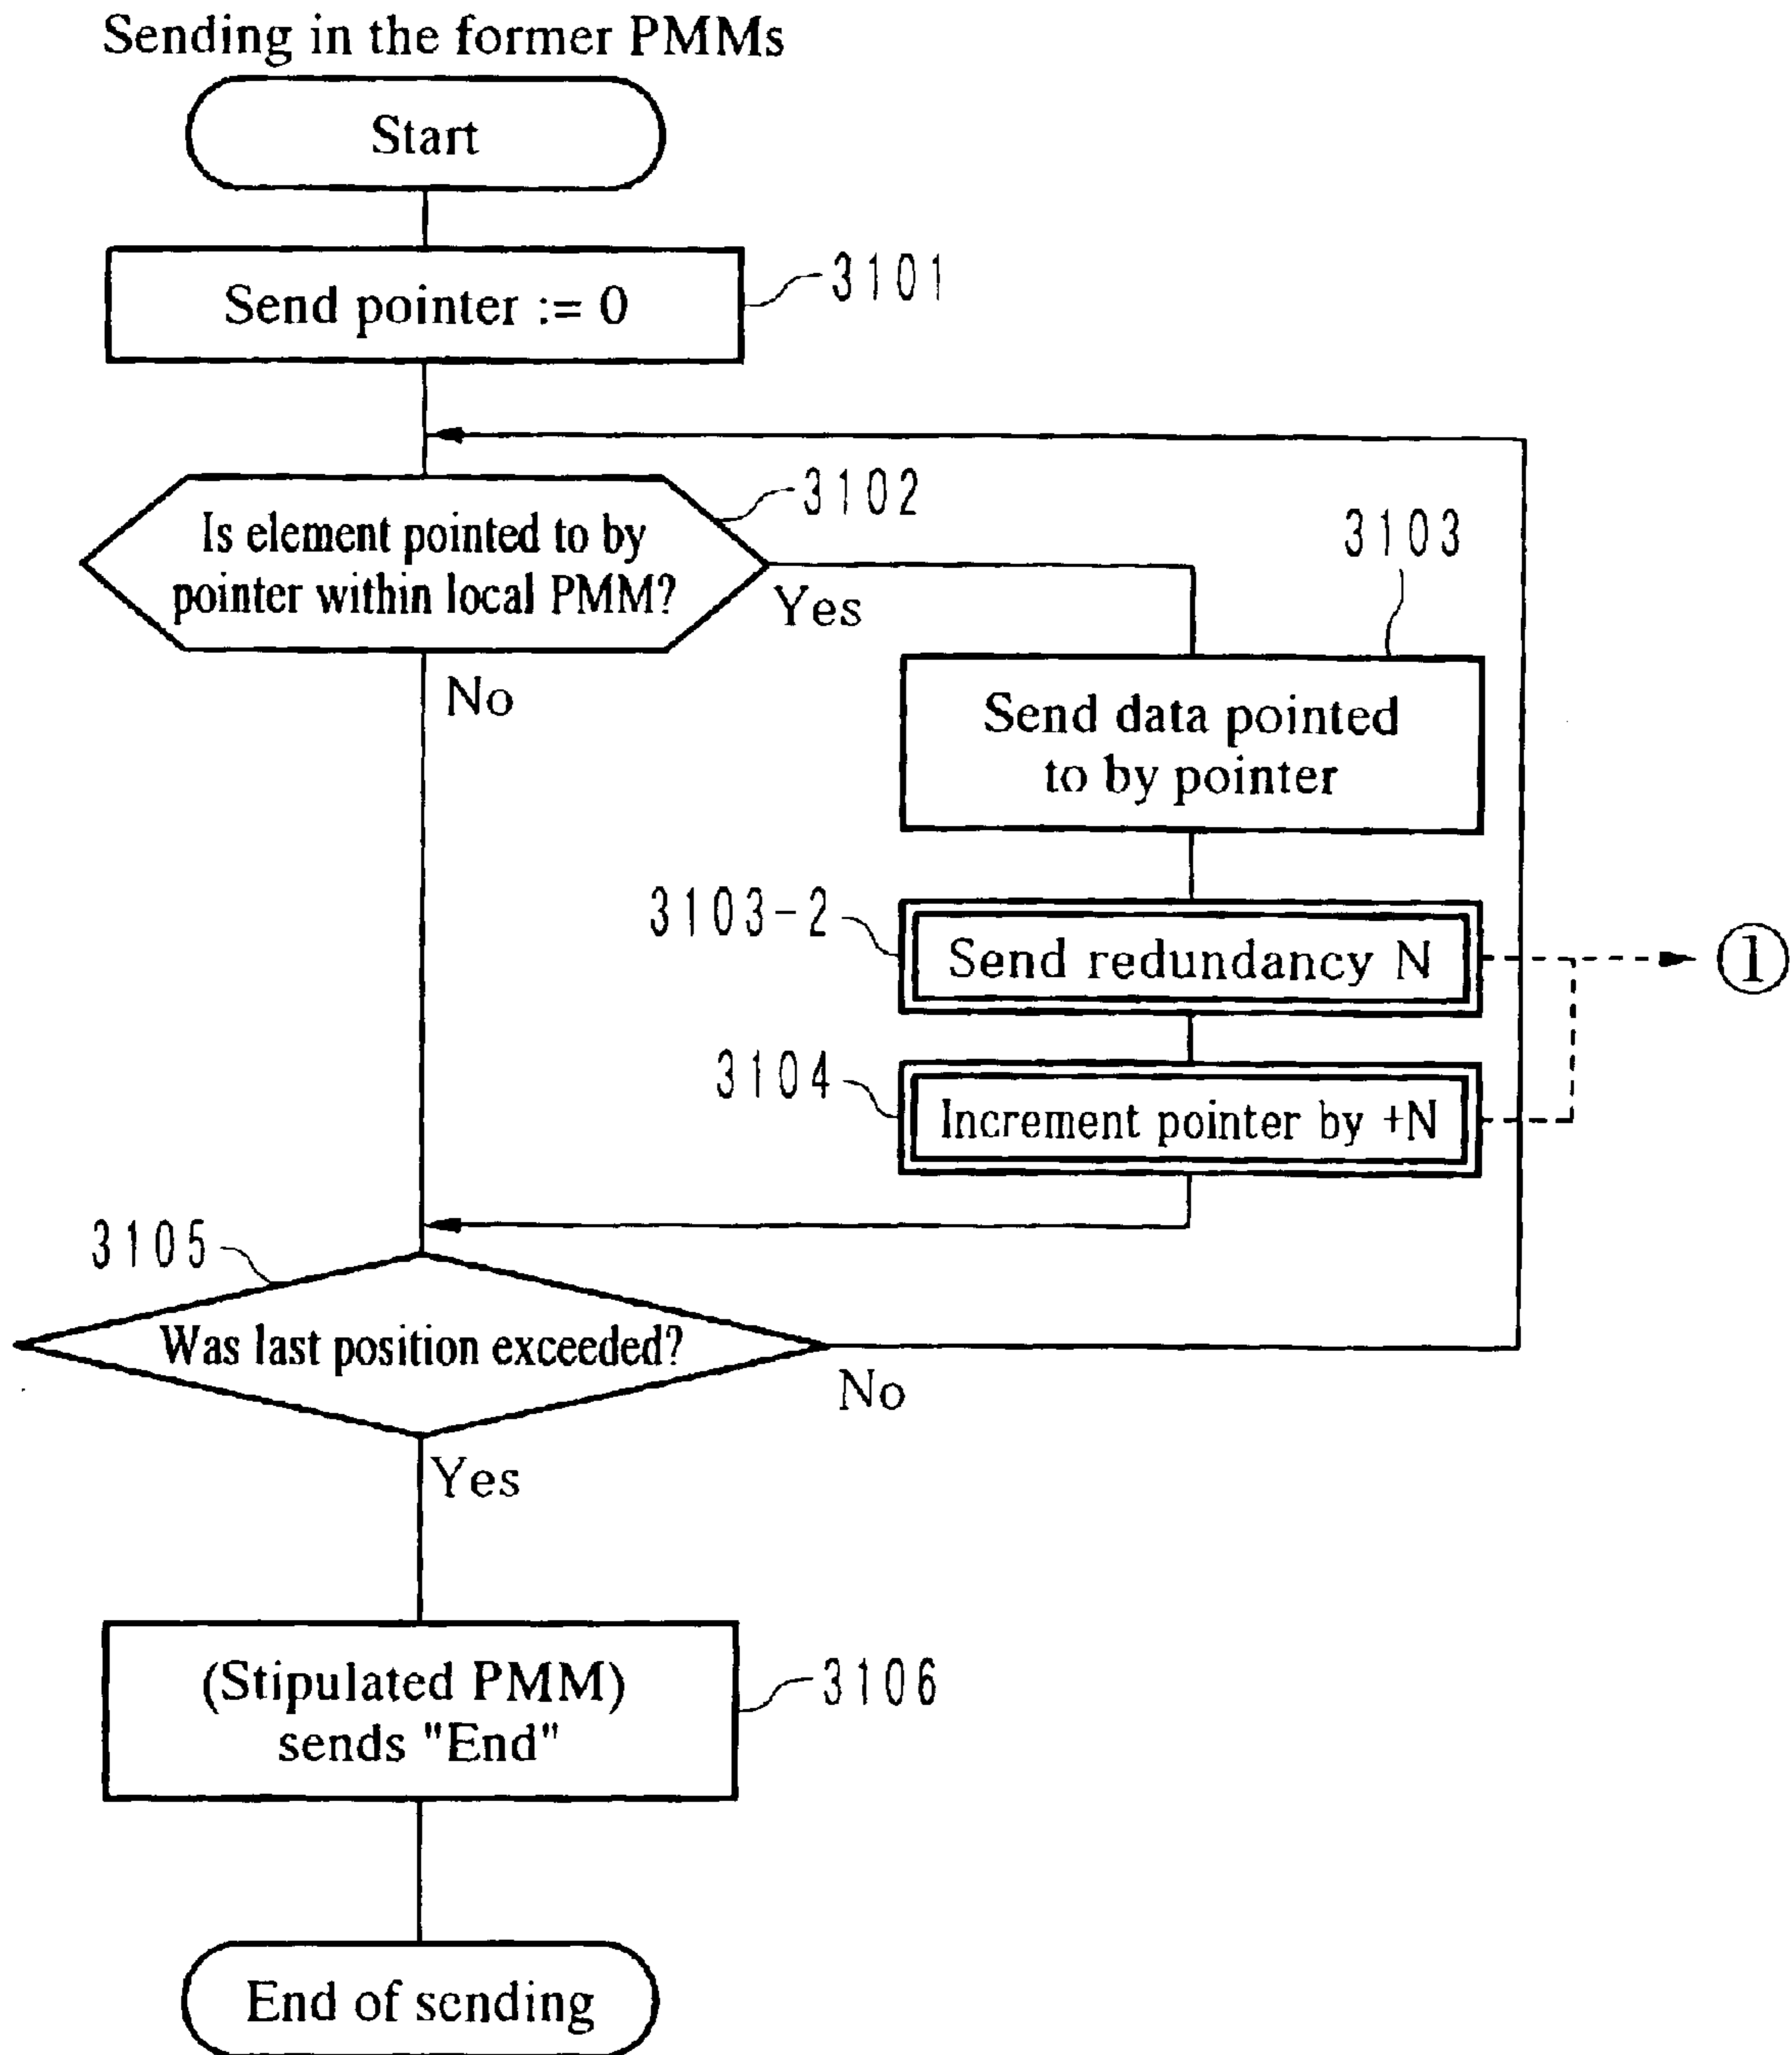 Sending in the former PMMs
Start
Send pointer := 0
3101
Is element pointed to by
pointer within local PMM?
3102
Yes
No
3103
Send data pointed
to by pointer
3103-2
Send redundancy N
①
3104
Increment pointer by +N
3105
Was last position exceeded?
No
Yes
(Stipulated PMM)
sends "End"
3106
End of sending